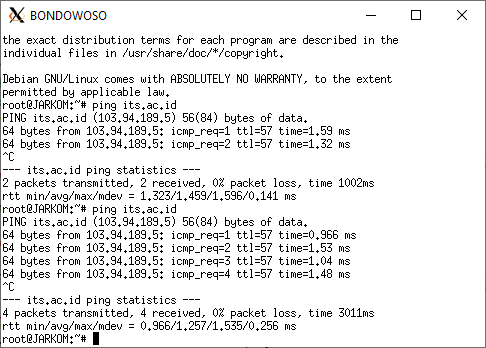 BONDOWOSO
the exact distribution terms for each program are described in the
individual files in /usr/share/doc/*/copyright.
Debian GNU/Linux comes with ABSOLUTELY NO WARRANTY, to the extent
permitted by applicable law.
root@JARKOM:~# ping its.ac.id
PING its.ac.id (103.94.189.5) 56(84) bytes of data.
64 bytes from 103.94.189.5: icmp_req=1 ttl=57 time=1.59 ms
64 bytes from 103.94.189.5: icmp_req=2 ttl=57 time=1.32 ms
^C
--- its.ac.id ping statistics ---
2 packets transmitted, 2 received, 0% packet loss, time 1002ms
rtt min/avg/max/mdev = 1.323/1.459/1.596/0.141 ms
root@JARKOM:~# ping its.ac.id
PING its.ac.id (103.94.189.5) 56(84) bytes of data.
64 bytes from 103.94.189.5: icmp_req=1 ttl=57 time=0.966 ms
64 bytes from 103.94.189.5: icmp_req=2 ttl=57 time=1.53 ms
64 bytes from 103.94.189.5: icmp_req=3 ttl=57 time=1.04 ms
64 bytes from 103.94.189.5: icmp_req=4 ttl=57 time=1.48 ms
^C
--- its.ac.id ping statistics ---
4 packets transmitted, 4 received, 0% packet loss, time 3011ms
rtt min/avg/max/mdev = 0.966/1.257/1.535/0.256 ms
root@JARKOM:~#